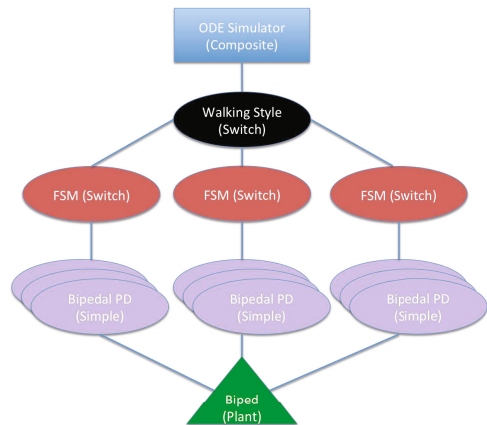 ODE Simulator
(Composite)
Walking Style
(Switch)
FSM (Switch)
FSM (Switch)
FSM (Switch)
Bipedal PD
(Simple)
Bipedal PD
(Simple)
Bipedal PD
(Simple)
Biped
(Plant)